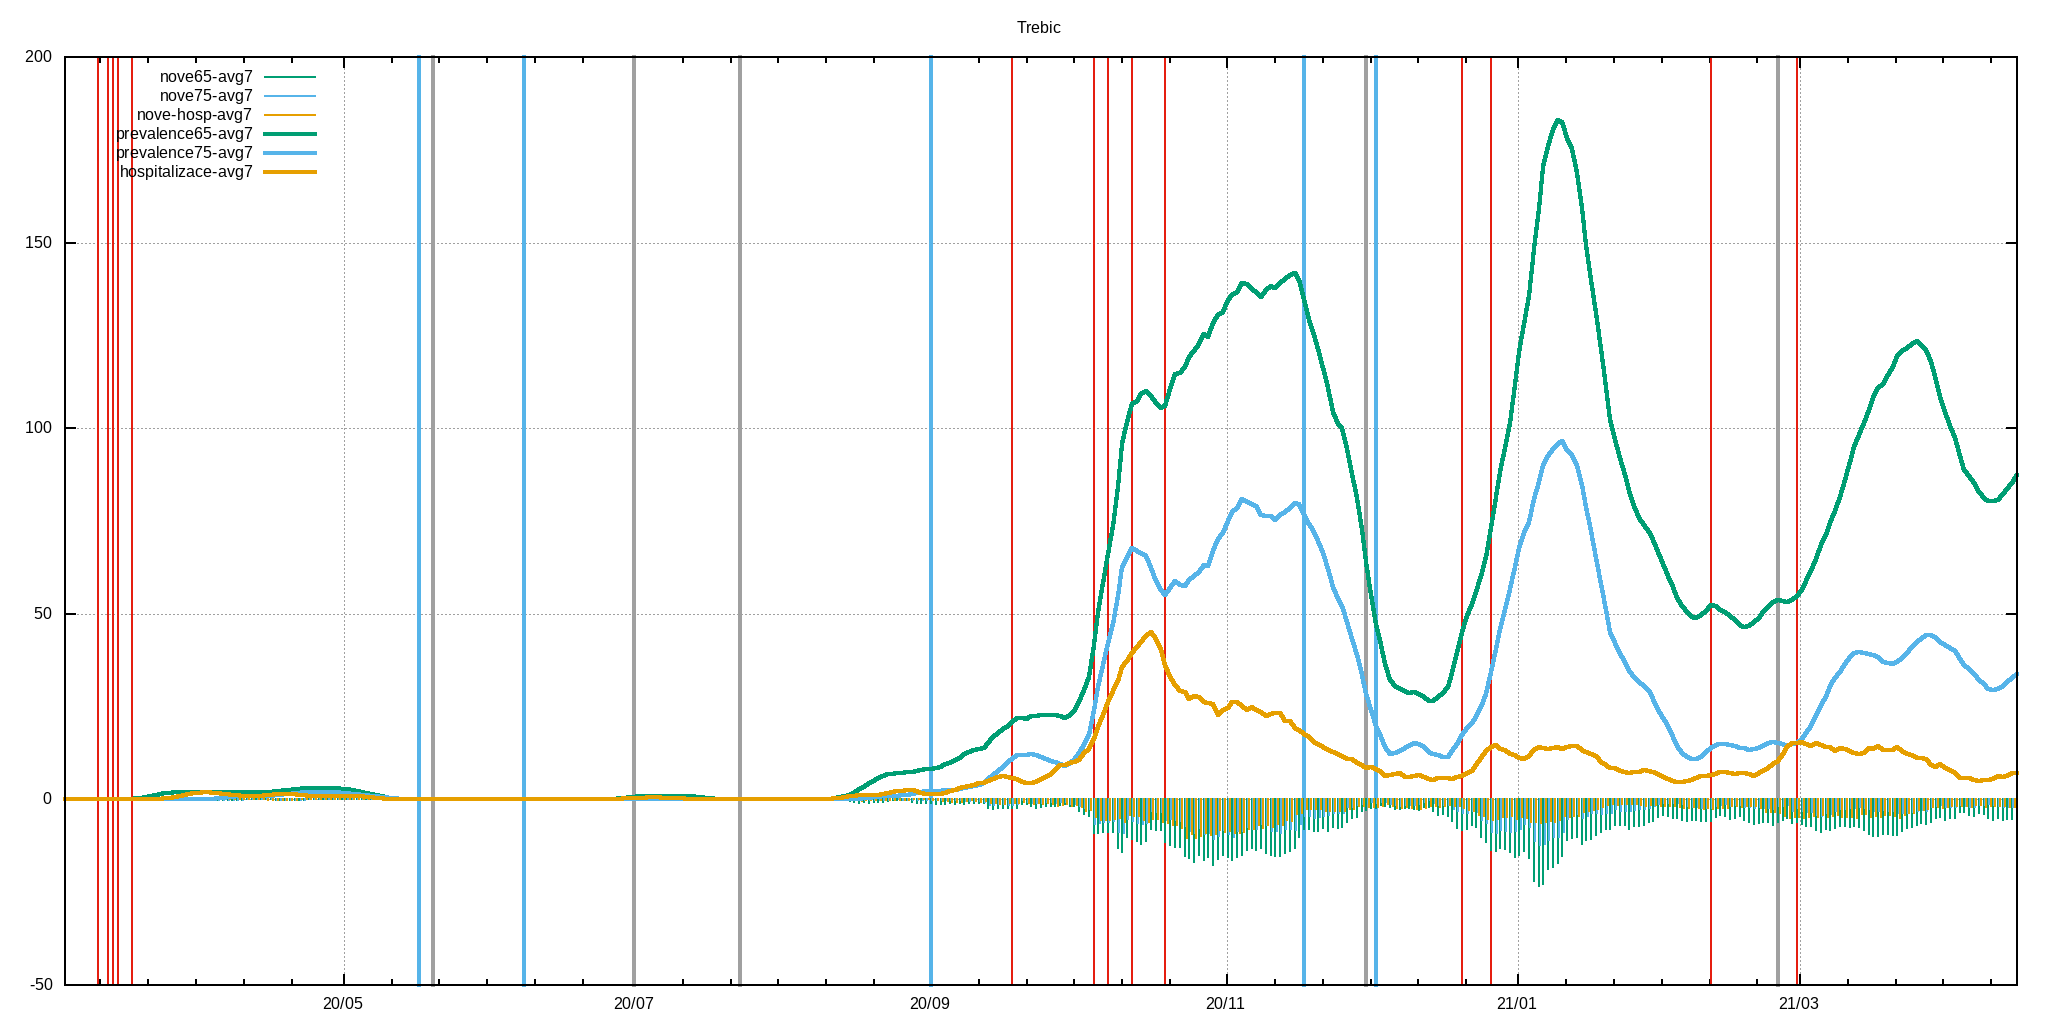 Trebic
200
150
100
50
0
-50
nove65-avg7
nove75-avg7
nove-hosp-avg7
prevalence65-avg7
prevalence75-avg7
hospitalizace-avg7
20/05 20/07 20/09 20/11 21/01 21/03